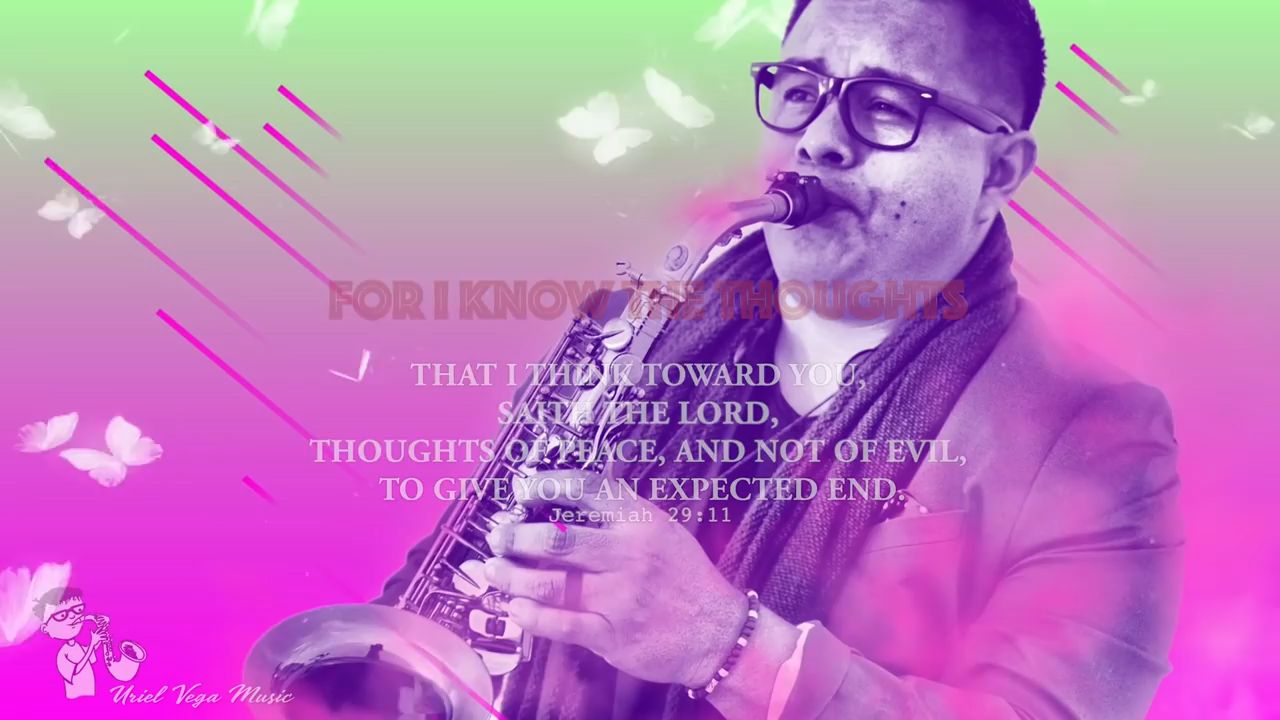 FOR I KNOW THE THOUGHTS
THAT I THINK TOWARD YOU,
SAITH THE LORD,
THOUGHTS OF PEACE, AND NOT OF EVIL,
TO GIVE YOU AN EXPECTED END.
Jeremiah 29:11
Uriel Vega Music